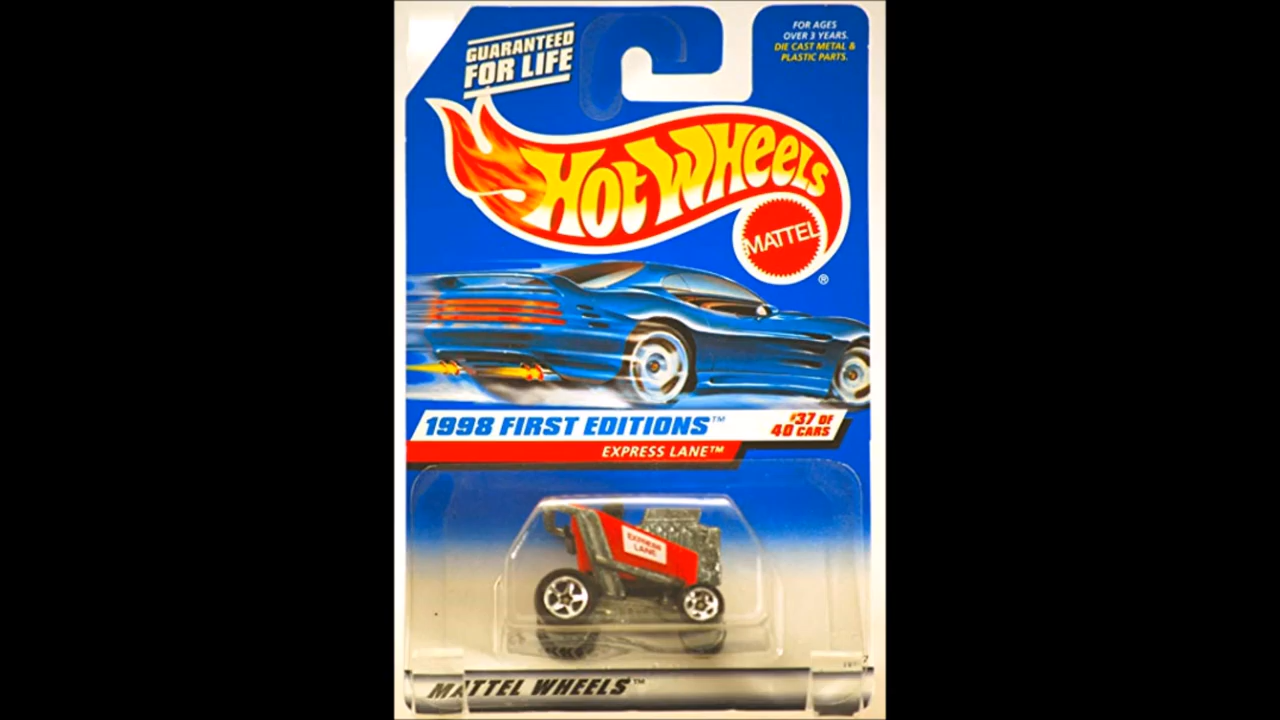 GUARANTEED
FOR LIFE
FOR AGES
OVER 3 YEARS.
DIE CAST METAL &
PLASTIC PARTS.
HOT WHEELS
MATTEL
®
1998 FIRST EDITIONS™
#37 OF
40 CARS
EXPRESS LANE™
EXPRESS
LANE
MATTEL WHEELS™